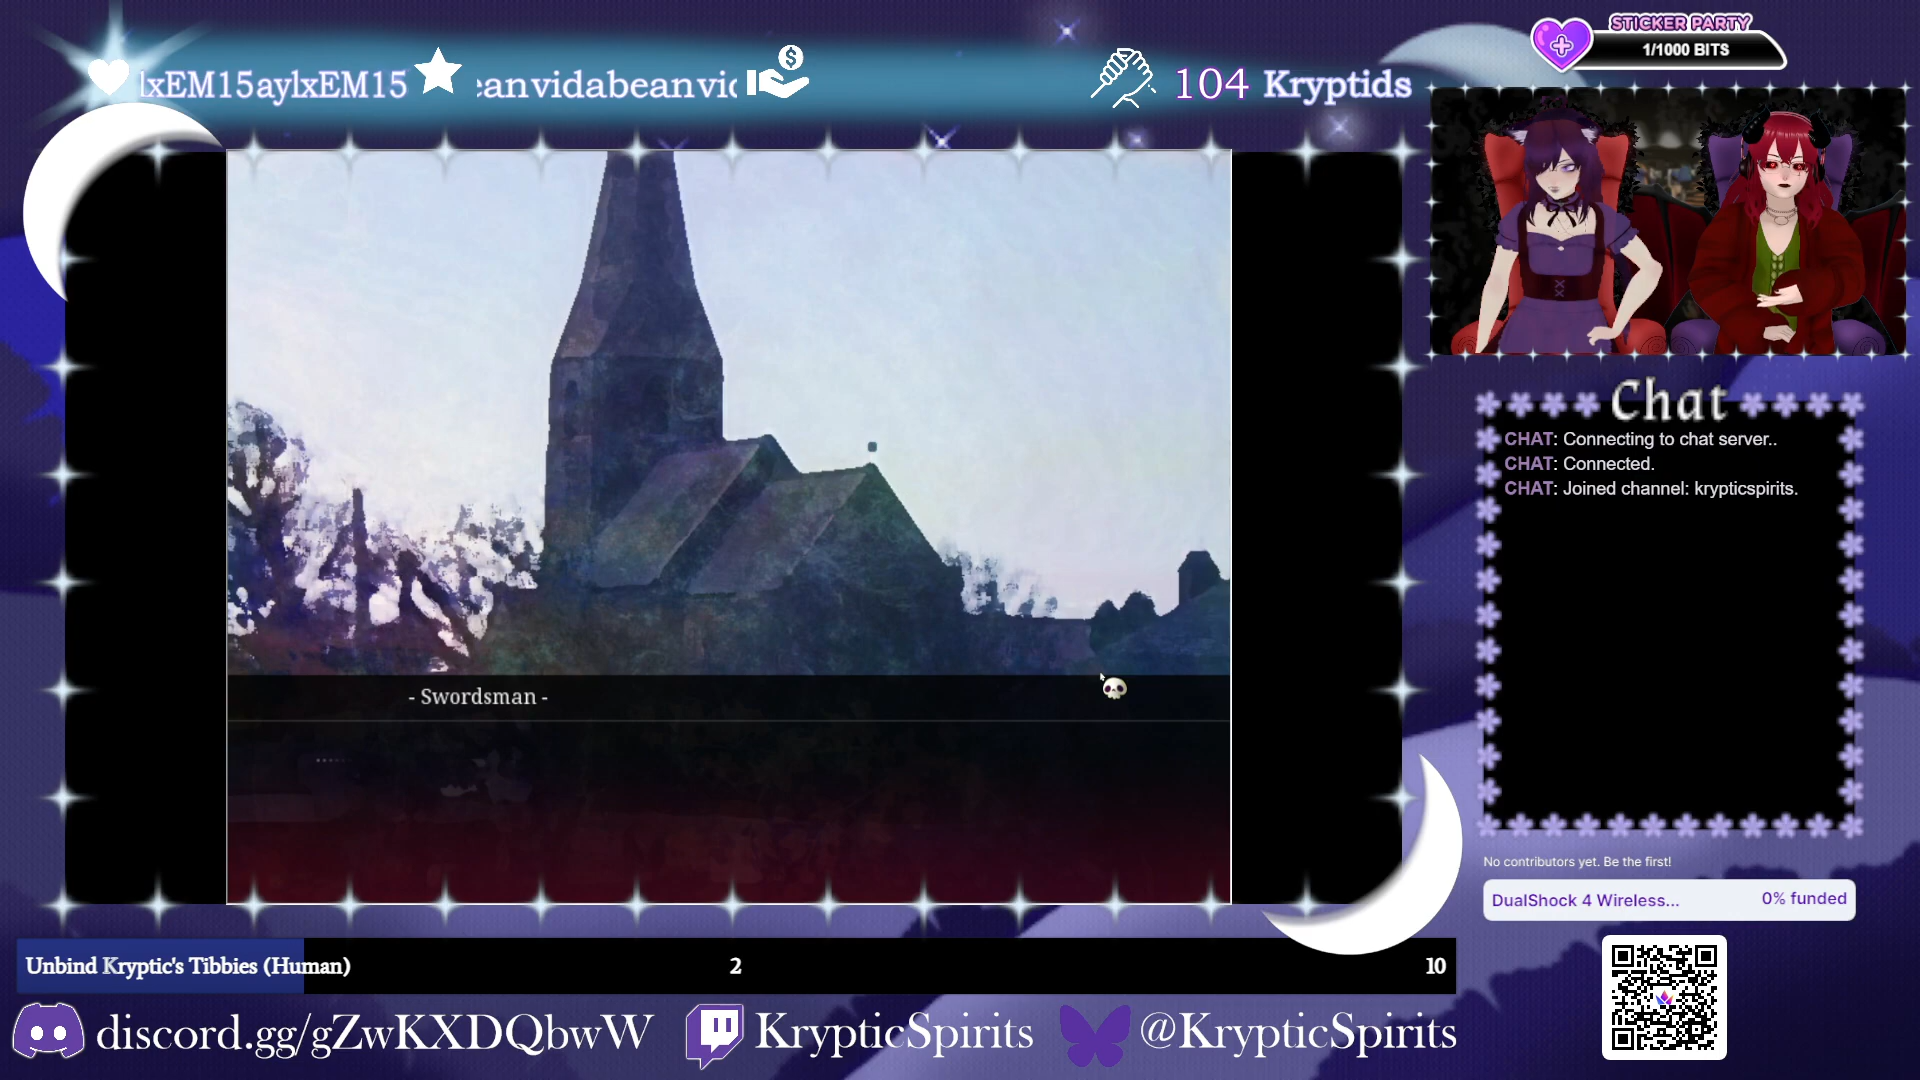 STICKER PARTY
1/1000 BITS
lxEM15aylxEM15
eanvidabeanvic
104 Kryptids
Chat
CHAT: Connecting to chat server..
CHAT: Connected.
CHAT: Joined channel: krypticspirits.
- Swordsman -
......
No contributors yet. Be the first!
DualShock 4 Wireless...
0% funded
Unbind Kryptic's Tibbies (Human)
2
10
discord.gg/gZwKXDQbwW
KrypticSpirits
@KrypticSpirits